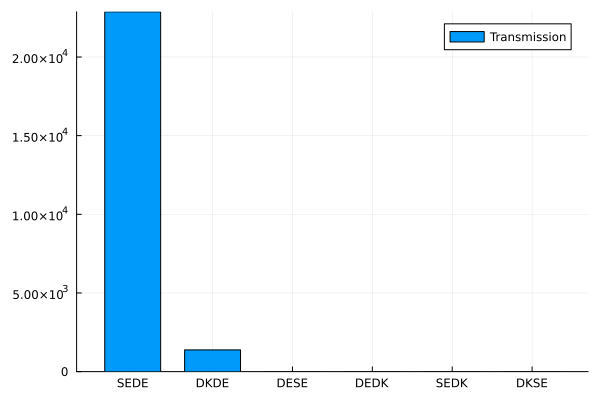 Transmission
2.00×10⁴
1.50×10⁴
1.00×10⁴
5.00×10³
0
SEDE DKDE DESE DEDK SEDK DKSE